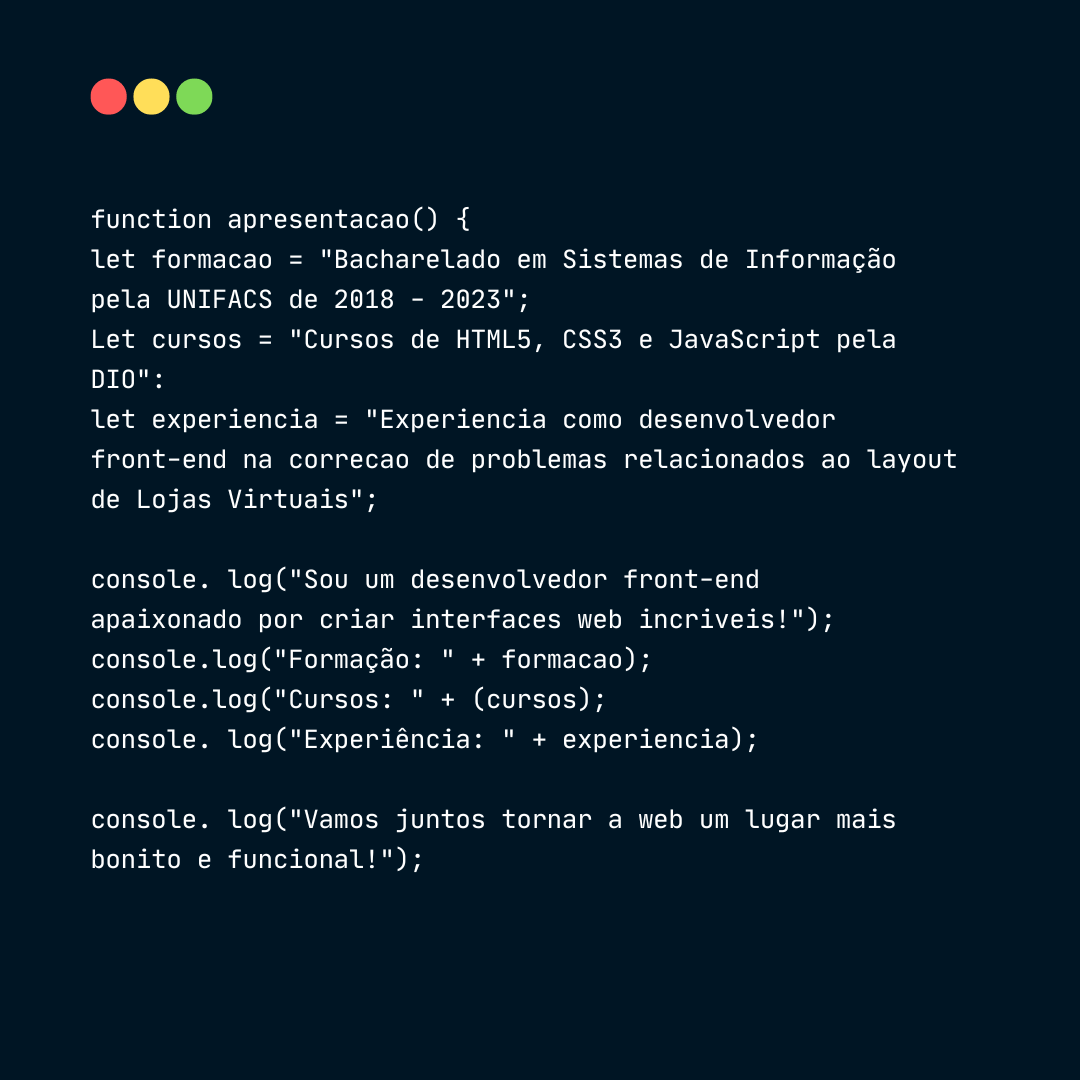 function apresentacao() {
let formacao = "Bacharelado em Sistemas de Informação
pela UNIFACS de 2018 - 2023";
Let cursos = "Cursos de HTML5, CSS3 e JavaScript pela
DIO":
let experiencia = "Experiencia como desenvolvedor
front-end na correcao de problemas relacionados ao layout
de Lojas Virtuais";
console. log("Sou um desenvolvedor front-end
apaixonado por criar interfaces web incriveis!");
console.log("Formação: " + formacao);
console.log("Cursos: " + (cursos);
console. log("Experiência: " + experiencia);
console. log("Vamos juntos tornar a web um lugar mais
bonito e funcional!");